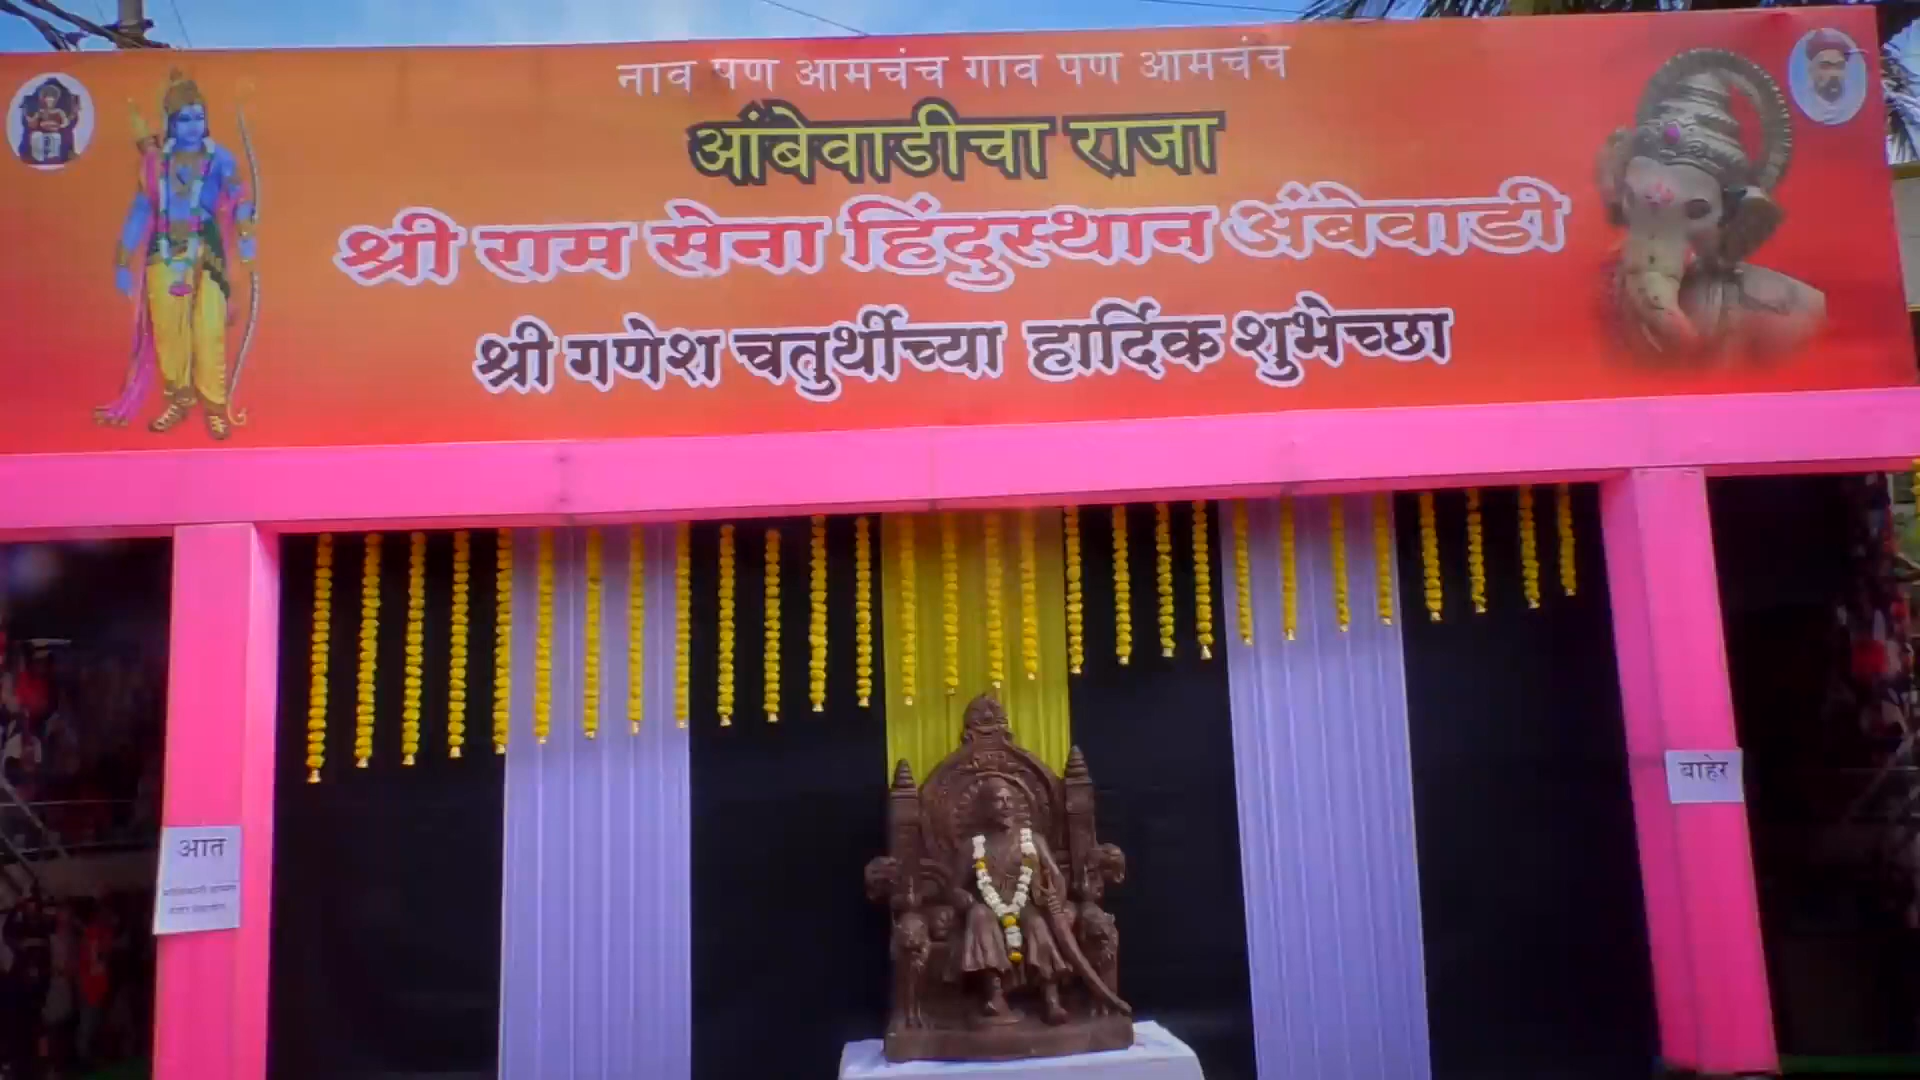 नाव पण आमचंच गाव पण आमचंच
आंबेवाडीचा राजा
श्री राम सेना हिंदुस्थान अंबेवाडी
श्री गणेश चतुर्थीच्या हार्दिक शुभेच्छा
बाहेर
आत